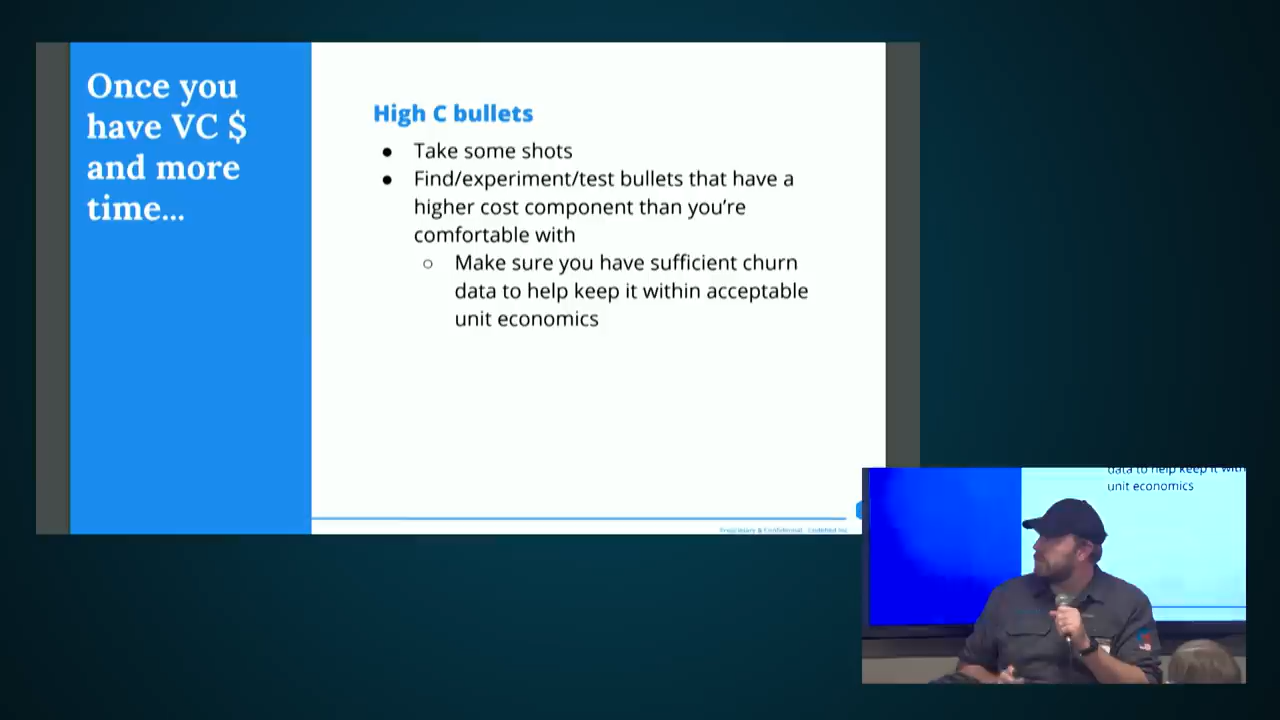 Once you
have VC $
and more
time...
High C bullets
● Take some shots
● Find/experiment/test bullets that have a
higher cost component than you’re
comfortable with
○ Make sure you have sufficient churn
data to help keep it within acceptable
unit economics
Proprietary & Confidential
data to help keep it with
unit economics